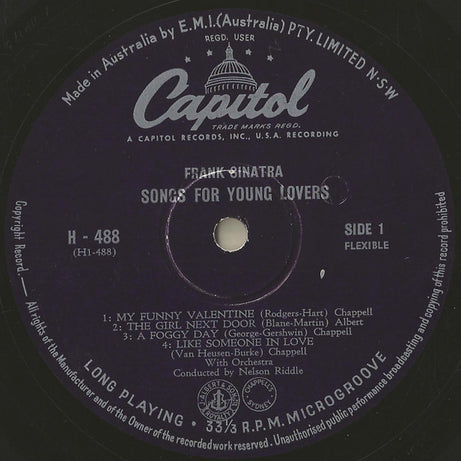 Made in Australia by E.M.I.(Australia) PTY. LIMITED N·S·W
REGD. USER
Capitol
TRADE MARKS REGD.
A CAPITOL RECORDS, INC., U.S.A. RECORDING
FRANK SINATRA
SONGS FOR YOUNG LOVERS
H - 488
(H1-488)
SIDE 1
FLEXIBLE
1: MY FUNNY VALENTINE (Rodgers-Hart) Chappell
2: THE GIRL NEXT DOOR (Blane-Martin) Albert
3: A FOGGY DAY (George-Gershwin) Chappell
4: LIKE SOMEONE IN LOVE
(Van Heusen-Burke) Chappell
With Orchestra
Conducted by Nelson Riddle
J. ALBERT & SON
ROYALTY
CHAPPELL
SYDNEY
LONG PLAYING · 33⅓ R.P.M. MICROGROOVE
Copyright Record.— All rights of the Manufacturer and of the Owner of the recorded work reserved. Unauthorised public performance broadcasting and copying of this record prohibited